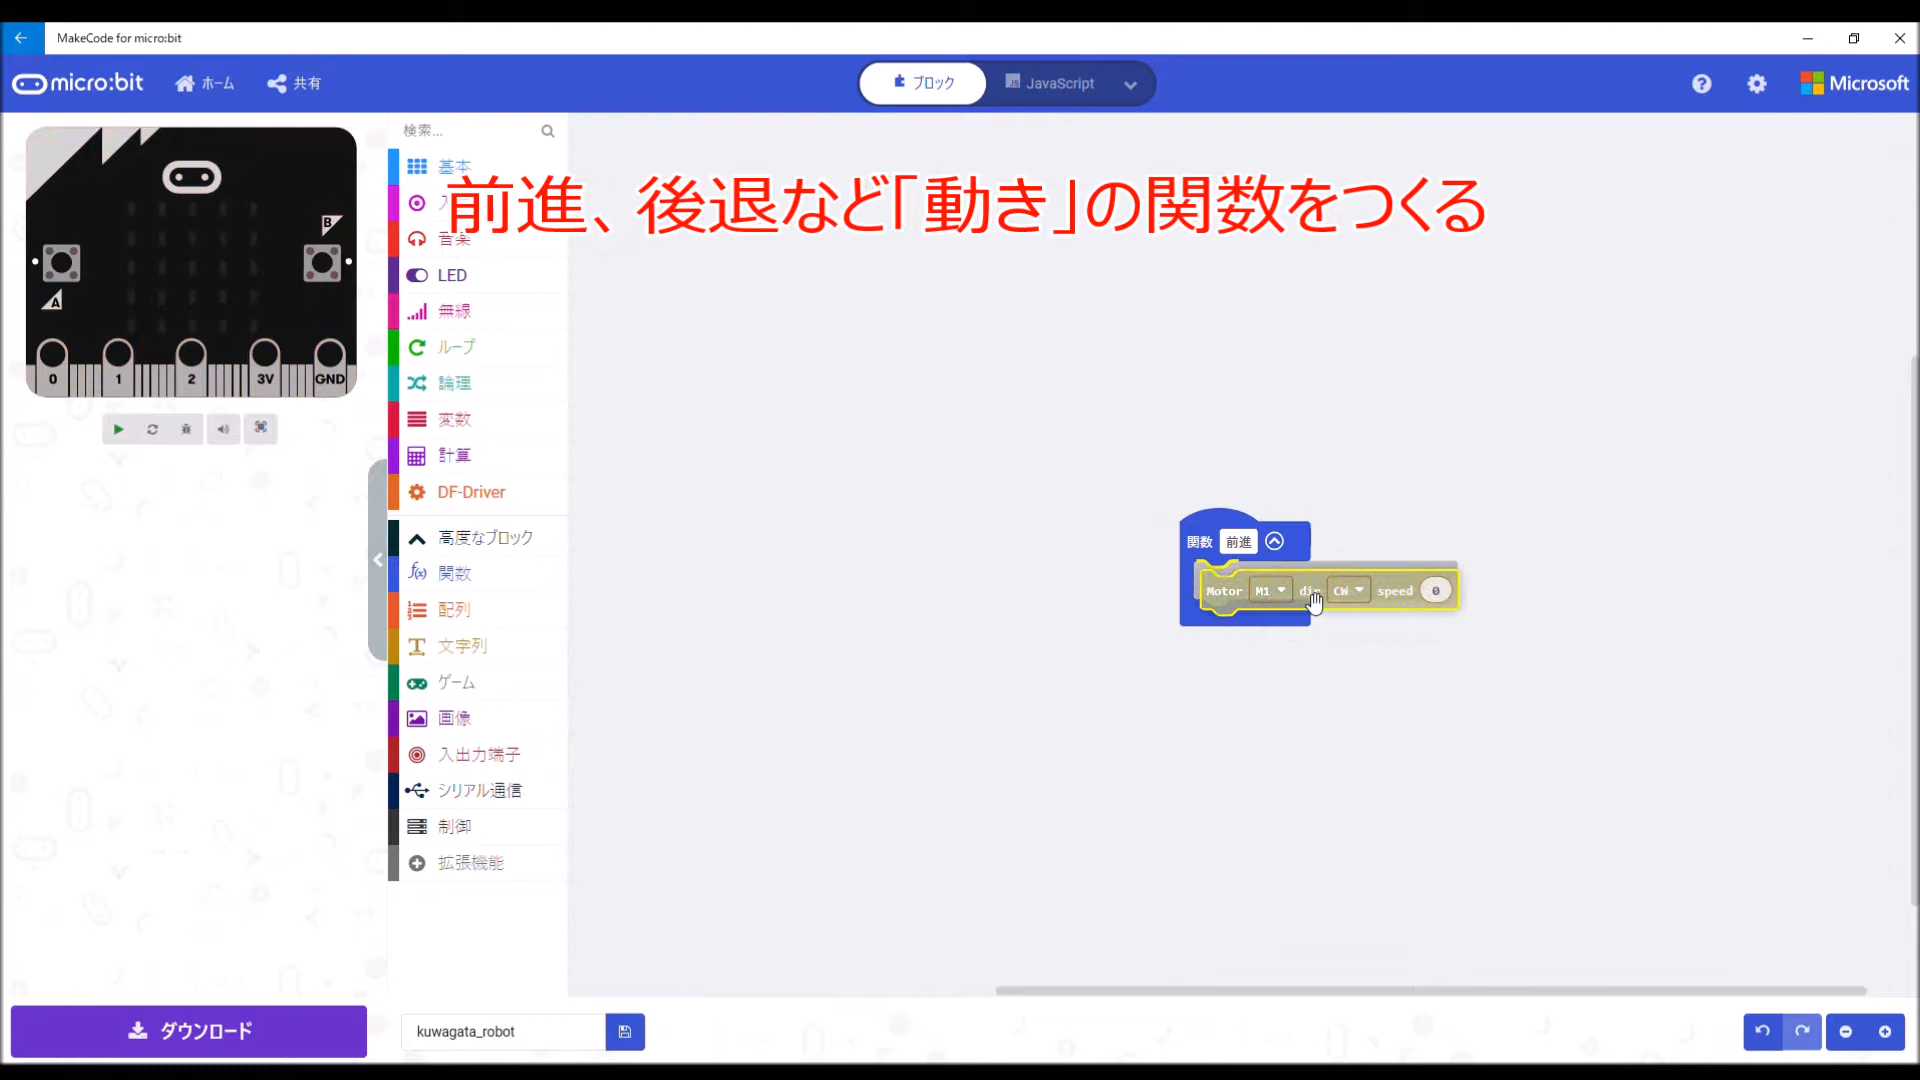 MakeCode for micro:bit
micro:bit
ホーム
共有
ブロック
JavaScript
Microsoft
検索...
前進、後退など「動き」の関数をつくる
基本
音楽
LED
無線
ループ
論理
変数
計算
DF-Driver
高度なブロック
関数
配列
文字列
ゲーム
画像
入出力端子
シリアル通信
制御
拡張機能
B
A
0 1 2 3V GND
関数 前進
Motor M1 dir CW speed 0
ダウンロード
kuwagata_robot